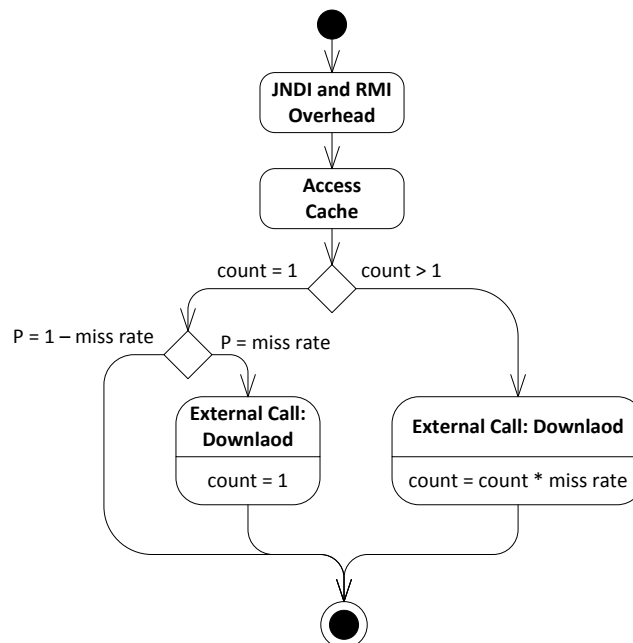 JNDI and RMI
Overhead
Access
Cache
count = 1
count > 1
P = 1 – miss rate
P = miss rate
External Call:
Downlaod
count = 1
External Call: Downlaod
count = count * miss rate